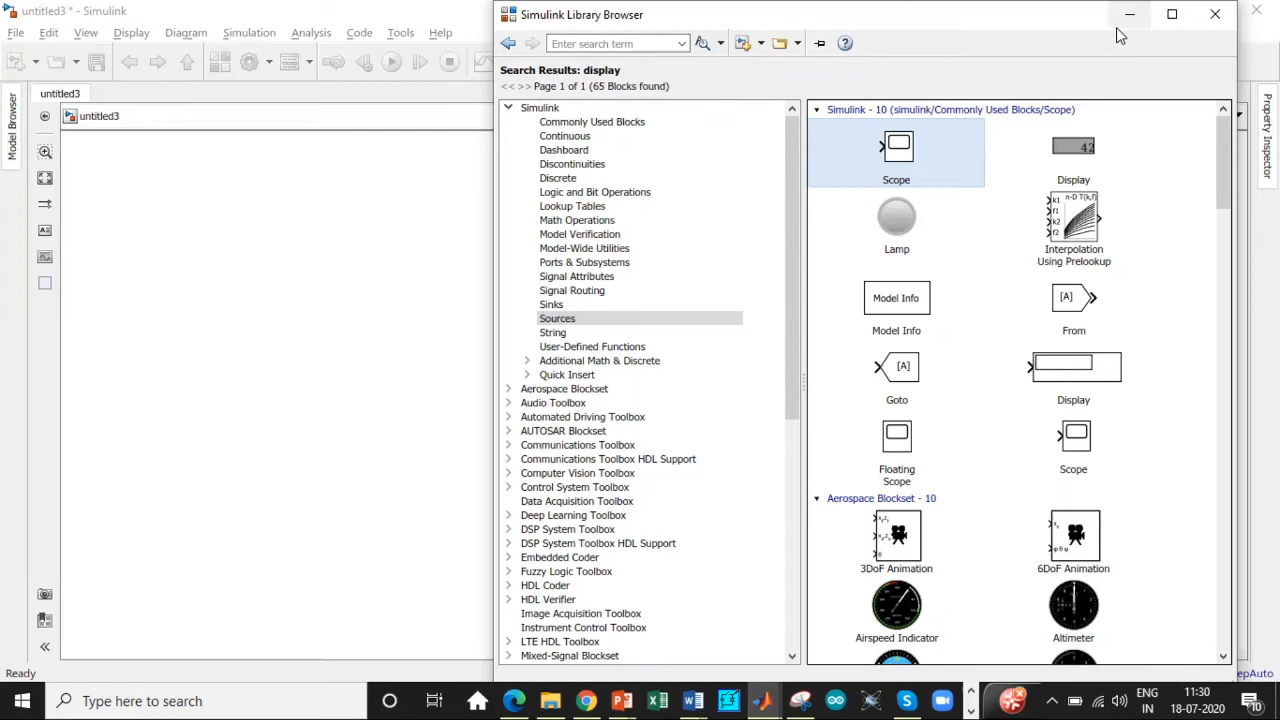 untitled3 * - Simulink
File Edit View Display Diagram Simulation Analysis Code Tools Help
untitled3
untitled3
Model Browser
Ready
Simulink Library Browser
Enter search term
Search Results: display
<< >> Page 1 of 1 (65 Blocks found)
Simulink
Commonly Used Blocks
Continuous
Dashboard
Discontinuities
Discrete
Logic and Bit Operations
Lookup Tables
Math Operations
Model Verification
Model-Wide Utilities
Ports & Subsystems
Signal Attributes
Signal Routing
Sinks
Sources
String
User-Defined Functions
Additional Math & Discrete
Quick Insert
Aerospace Blockset
Audio Toolbox
Automated Driving Toolbox
AUTOSAR Blockset
Communications Toolbox
Communications Toolbox HDL Support
Computer Vision Toolbox
Control System Toolbox
Data Acquisition Toolbox
Deep Learning Toolbox
DSP System Toolbox
DSP System Toolbox HDL Support
Embedded Coder
Fuzzy Logic Toolbox
HDL Coder
HDL Verifier
Image Acquisition Toolbox
Instrument Control Toolbox
LTE HDL Toolbox
Mixed-Signal Blockset
Simulink - 10 (simulink/Commonly Used Blocks/Scope)
42
Scope Display
n-D T(k,f)
k1
f1
k2
f2
Lamp Interpolation
Using Prelookup
Model Info [A]
Model Info From
[A]
Goto Display
Floating Scope
Scope
Aerospace Blockset - 10
3DoF Animation 6DoF Animation
Airspeed Indicator Altimeter
Property Inspector
epAuto
Type here to search
ENG 11:30
IN 18-07-2020
10